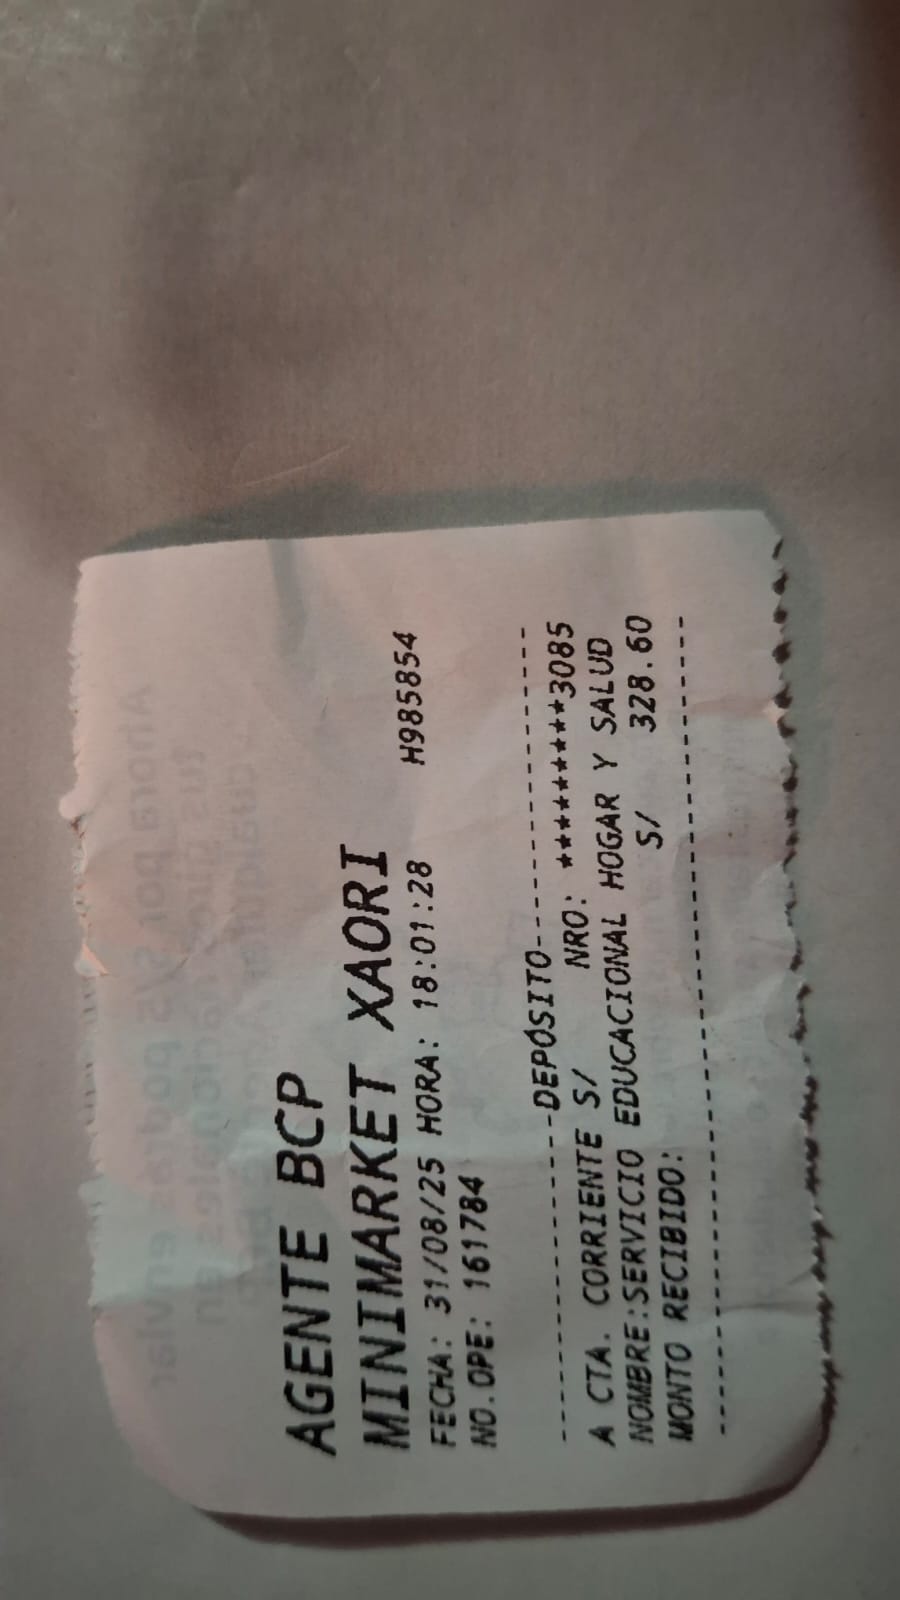 AGENTE BCP
MINIMARKET XAORI
FECHA: 31/08/25 HORA: 18:01:28 H985854
NO.OPE: 161784
------------------DEPÓSITO------------------
A CTA. CORRIENTE S/ NRO: *********3085
NOMBRE:SERVICIO EDUCACIONAL HOGAR Y SALUD
MONTO RECIBIDO: S/ 328.60
--------------------------------------------